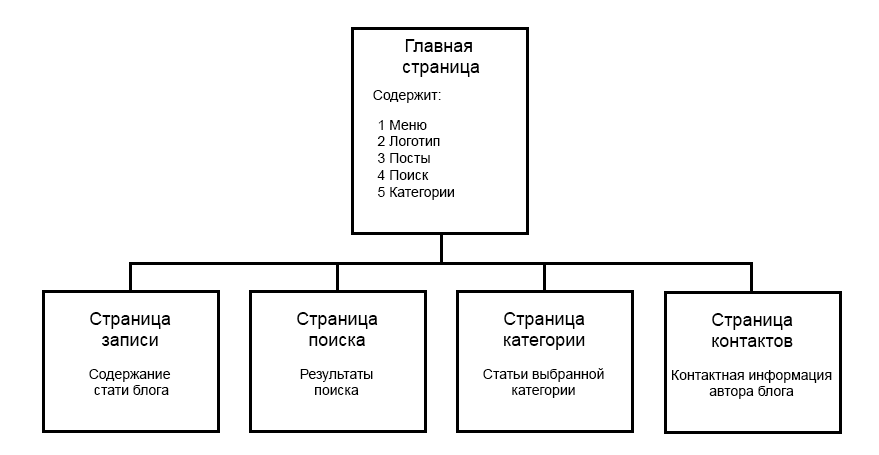 Главная
страница
Содержит:
1 Меню
2 Логотип
3 Посты
4 Поиск
5 Категории
Страница
записи
Содержание
стати блога
Страница
поиска
Результаты
поиска
Страница
категории
Статьи выбранной
категории
Страница
контактов
Контактная информация
автора блога